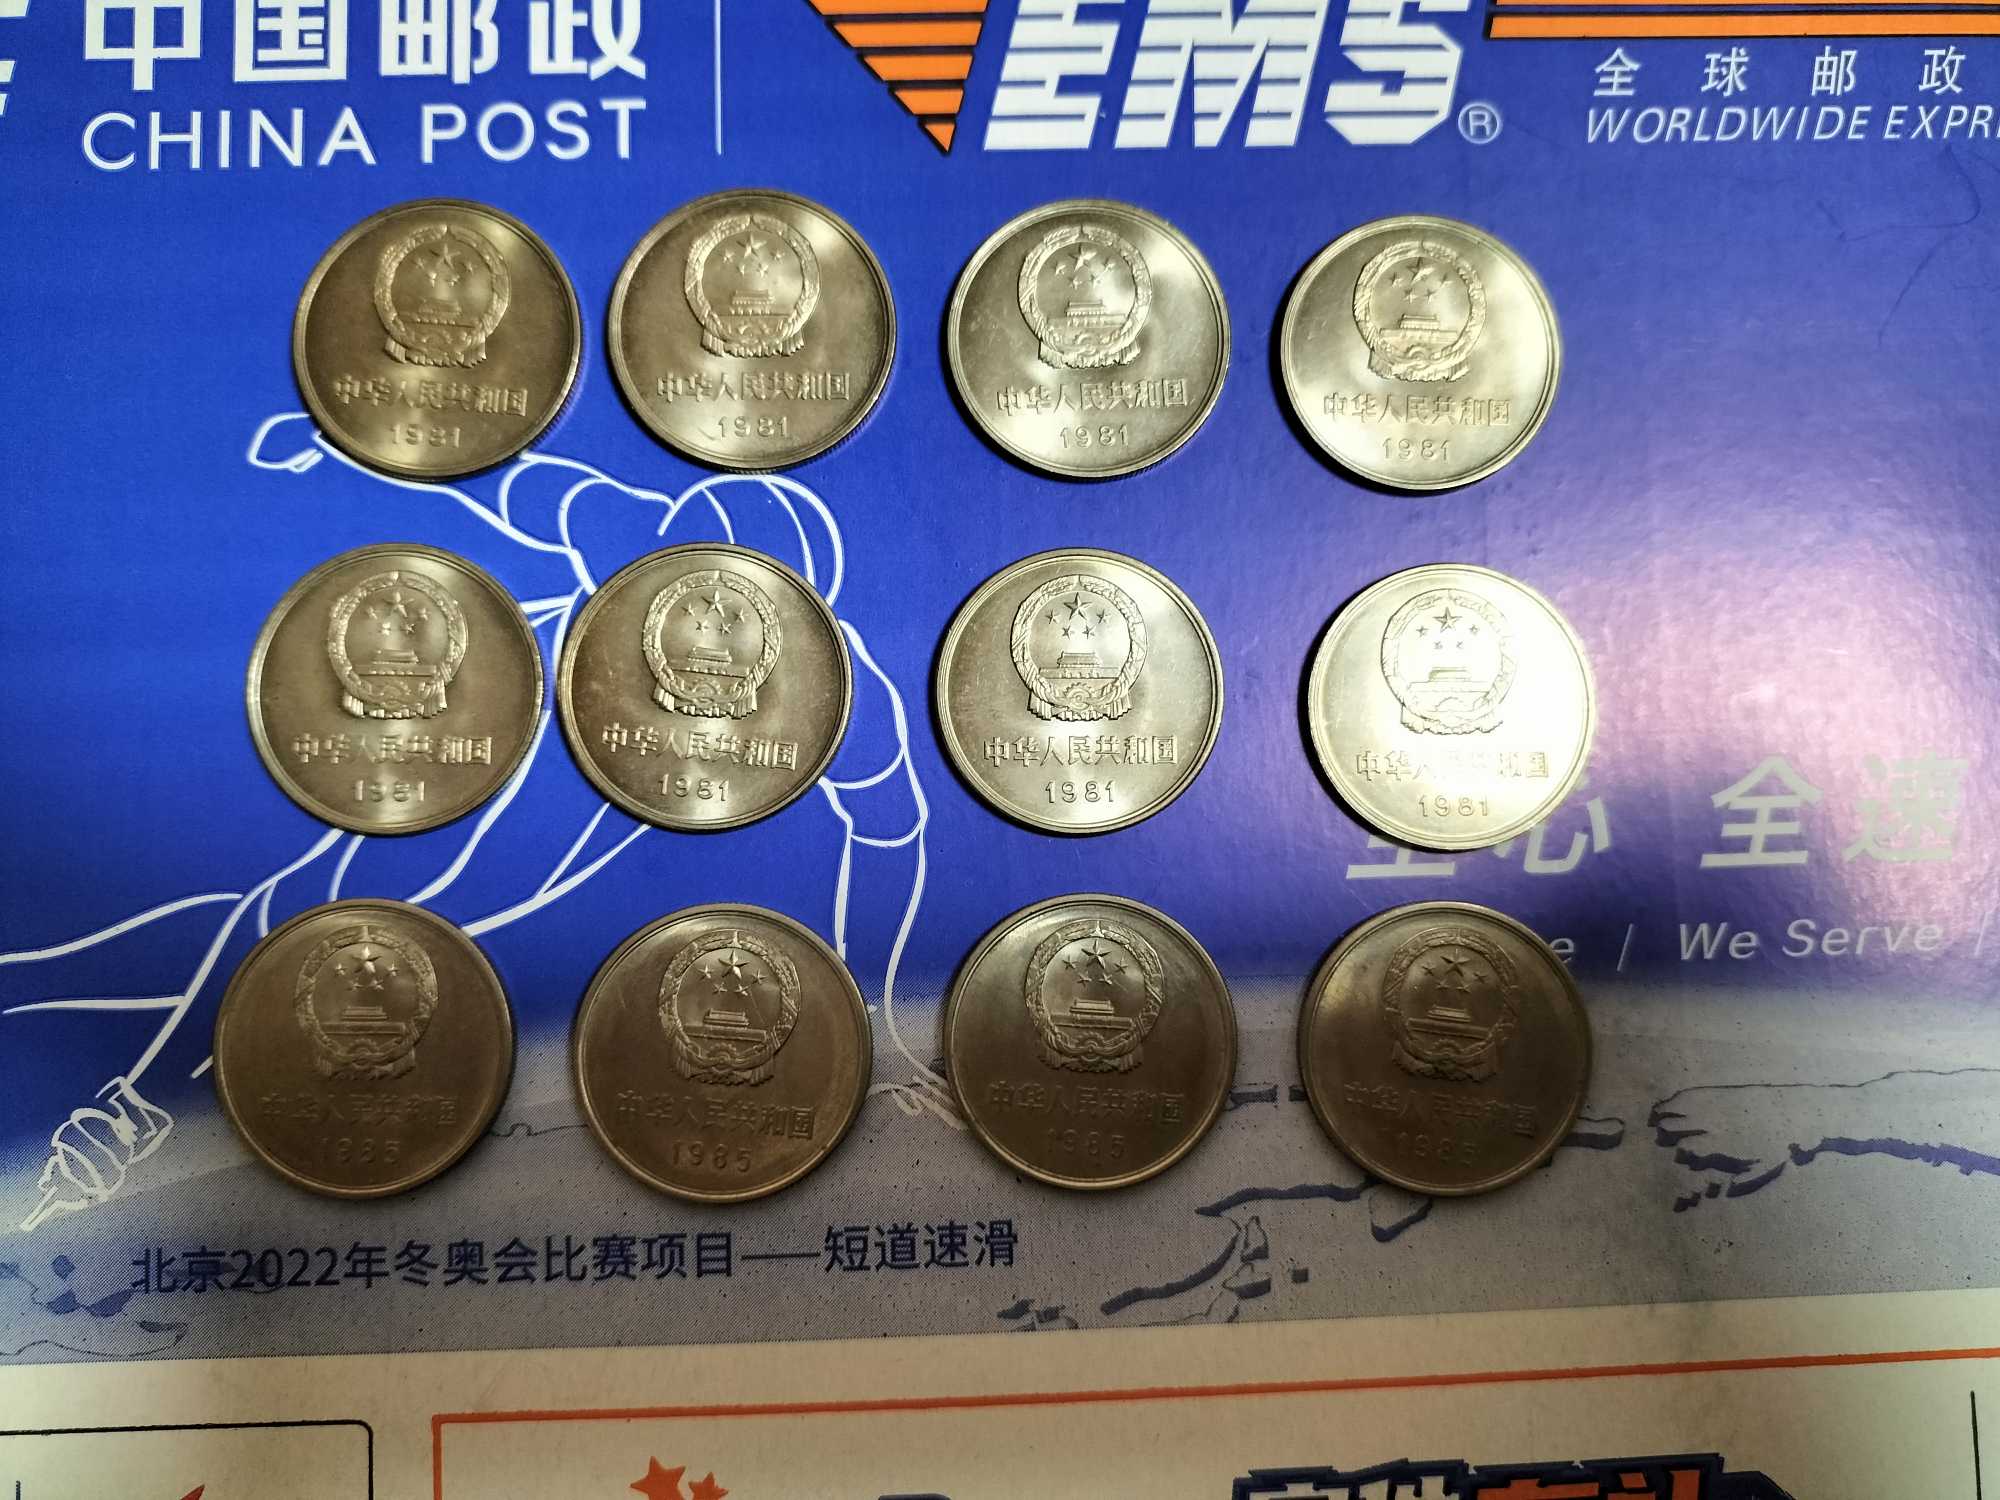 中国邮政
CHINA POST
EMS®
全球邮政
WORLDWIDE EXPR
中华人民共和国
1981
中华人民共和国
1981
中华人民共和国
1981
中华人民共和国
1981
中华人民共和国
1981
中华人民共和国
1981
中华人民共和国
1981
中华人民共和国
1981
全心 全速
e / We Serve /
中华人民共和国
1985
中华人民共和国
1985
中华人民共和国
1985
中华人民共和国
1985
北京2022年冬奥会比赛项目——短道速滑